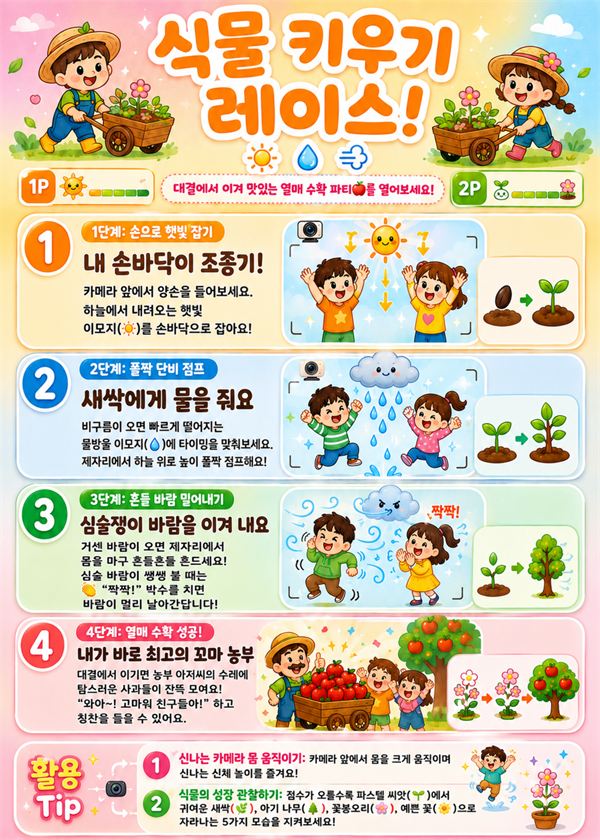 식물 키우기
레이스!
1P
대결에서 이겨 맛있는 열매 수확 파티🍎를 열어보세요!
2P
1
1단계: 손으로 햇빛 잡기
내 손바닥이 조종기!
카메라 앞에서 양손을 들어보세요.
하늘에서 내려오는 햇빛
이모지(☀️)를 손바닥으로 잡아요!
2
2단계: 폴짝 단비 점프
새싹에게 물을 줘요
비구름이 오면 빠르게 떨어지는
물방울 이모지(💧)에 타이밍을 맞춰보세요.
제자리에서 하늘 위로 높이 폴짝 점프해요!
3
3단계: 흔들 바람 밀어내기
심술쟁이 바람을 이겨 내요
거센 바람이 오면 제자리에서
몸을 마구 흔들흔들 흔드세요!
심술 바람이 쌩쌩 불 때는
👏 “짝짝!” 박수를 치면
바람이 멀리 날아간답니다!
짝짝!
4
4단계: 열매 수확 성공!
내가 바로 최고의 꼬마 농부
대결에서 이기면 농부 아저씨의 수레에
탐스러운 사과들이 잔뜩 모여요!
“와아~! 고마워 친구들아!” 하고
칭찬을 들을 수 있어요.
활용
Tip
1 신나는 카메라 몸 움직이기: 카메라 앞에서 몸을 크게 움직이며
신나는 신체 놀이를 즐겨요!
2 식물의 성장 관찰하기: 점수가 오를수록 파스텔 씨앗(🌱)에서
귀여운 새싹(🌿), 아기 나무(🌲), 꽃봉오리(🌸), 예쁜 꽃(🌼)으로
자라나는 5가지 모습을 지켜보세요!